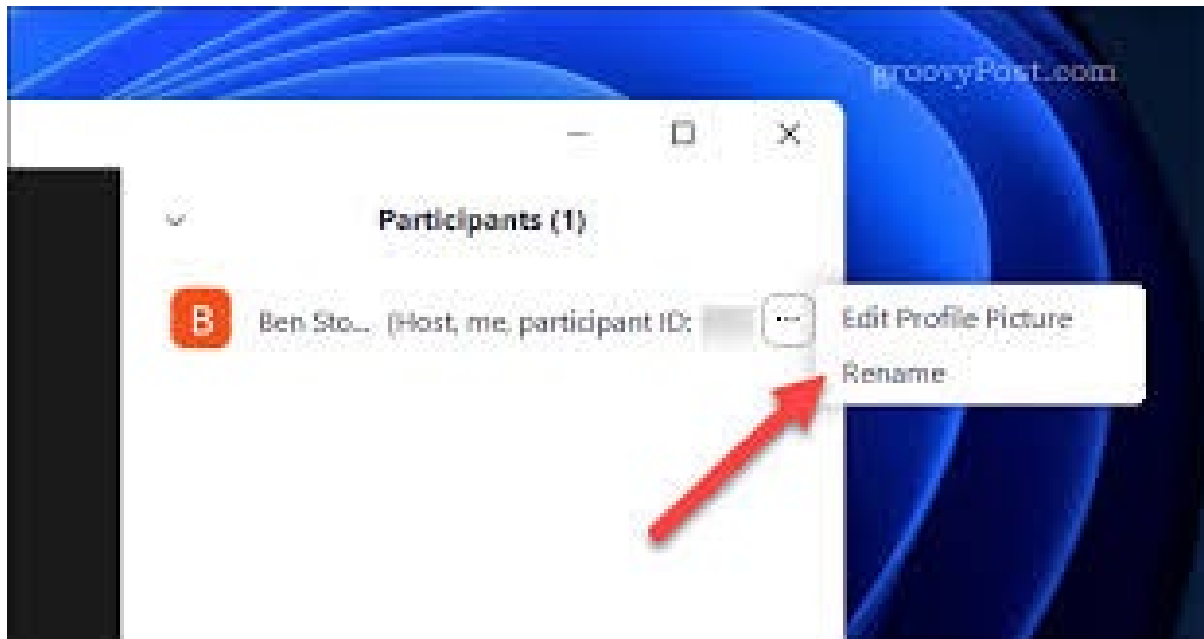 groovyPost.com
Participants (1)
B
Ben Sto... (Host, me, participant ID:
Edit Profile Picture
Rename